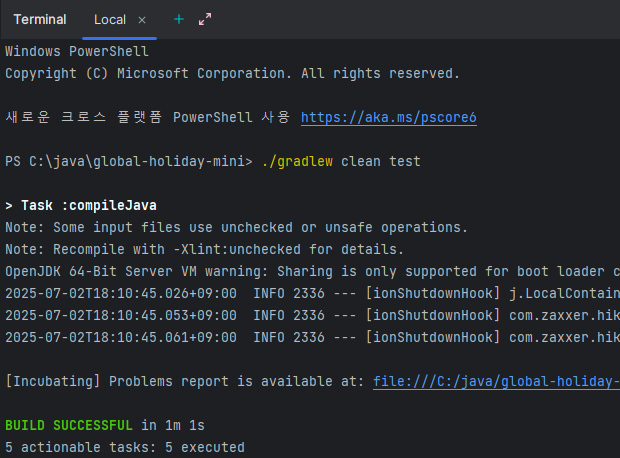 Terminal Local × +
Windows PowerShell
Copyright (C) Microsoft Corporation. All rights reserved.
새로운 크로스 플랫폼 PowerShell 사용 https://aka.ms/pscore6
PS C:\java\global-holiday-mini> ./gradlew clean test
> Task :compileJava
Note: Some input files use unchecked or unsafe operations.
Note: Recompile with -Xlint:unchecked for details.
OpenJDK 64-Bit Server VM warning: Sharing is only supported for boot loader c
2025-07-02T18:10:45.026+09:00  INFO 2336 --- [ionShutdownHook] j.LocalContain
2025-07-02T18:10:45.053+09:00  INFO 2336 --- [ionShutdownHook] com.zaxxer.hik
2025-07-02T18:10:45.061+09:00  INFO 2336 --- [ionShutdownHook] com.zaxxer.hik
[Incubating] Problems report is available at: file:///C:/java/global-holiday-
BUILD SUCCESSFUL in 1m 1s
5 actionable tasks: 5 executed